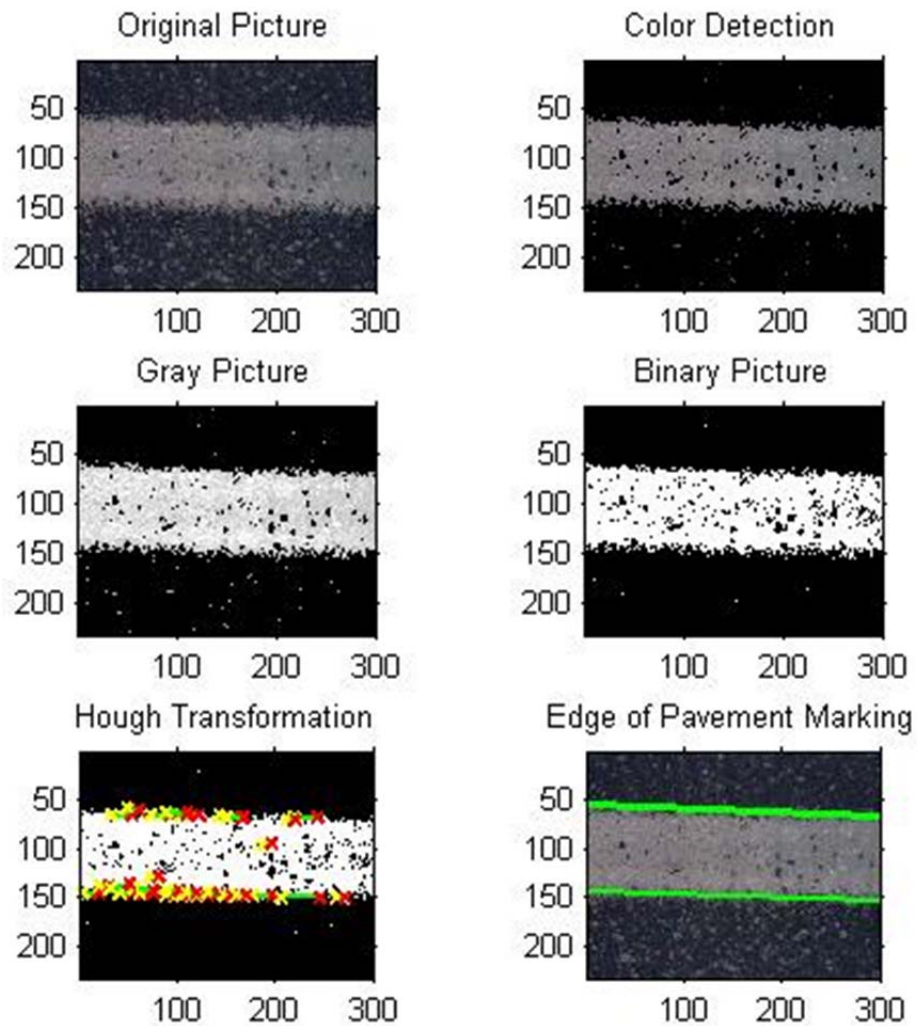 Original Picture
Color Detection
50
100
150
200
100 200 300
50
100
150
200
100 200 300
Gray Picture
Binary Picture
50
100
150
200
100 200 300
50
100
150
200
100 200 300
Hough Transformation
Edge of Pavement Marking
50
100
150
200
100 200 300
50
100
150
200
100 200 300